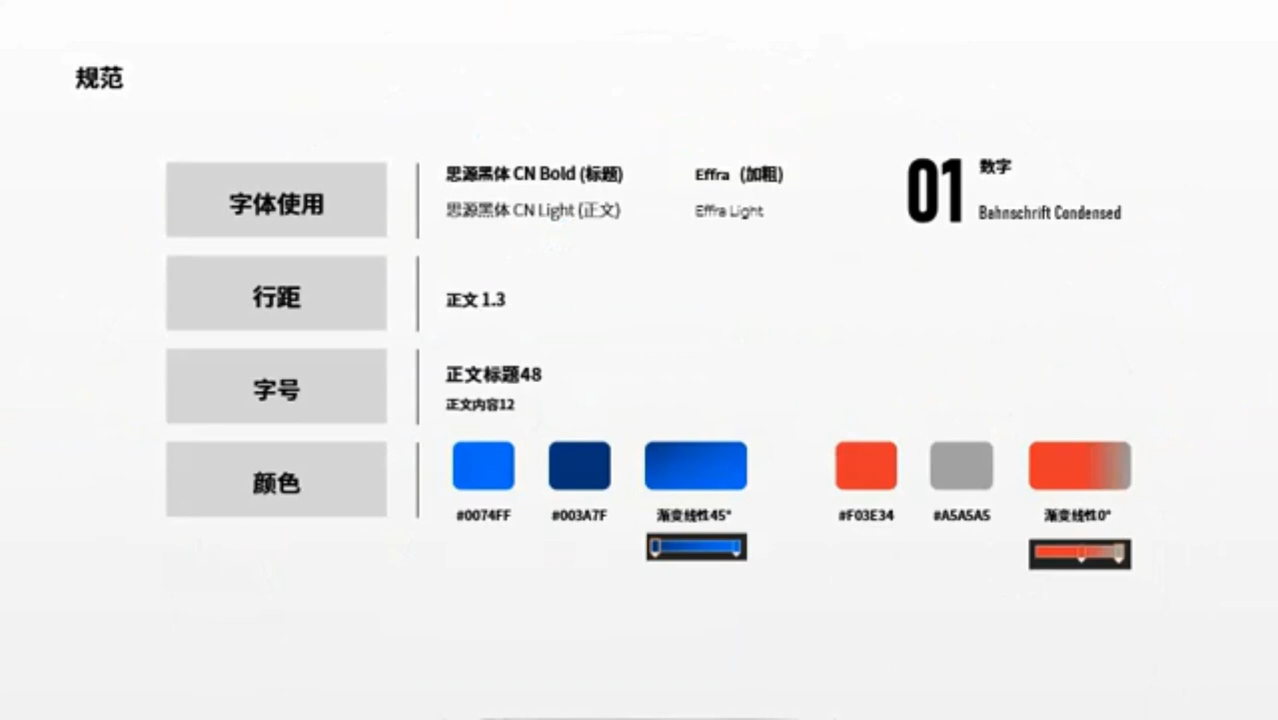 规范
字体使用
思源黑体 CN Bold (标题)
Effra (加粗)
思源黑体 CN Light (正文)
Effra Light
01
数字
Bahnschrift Condensed
行距
正文 1.3
字号
正文标题48
正文内容12
颜色
#0074FF
#003A7F
渐变线性45°
#F03E34
#A5A5A5
渐变线性0°